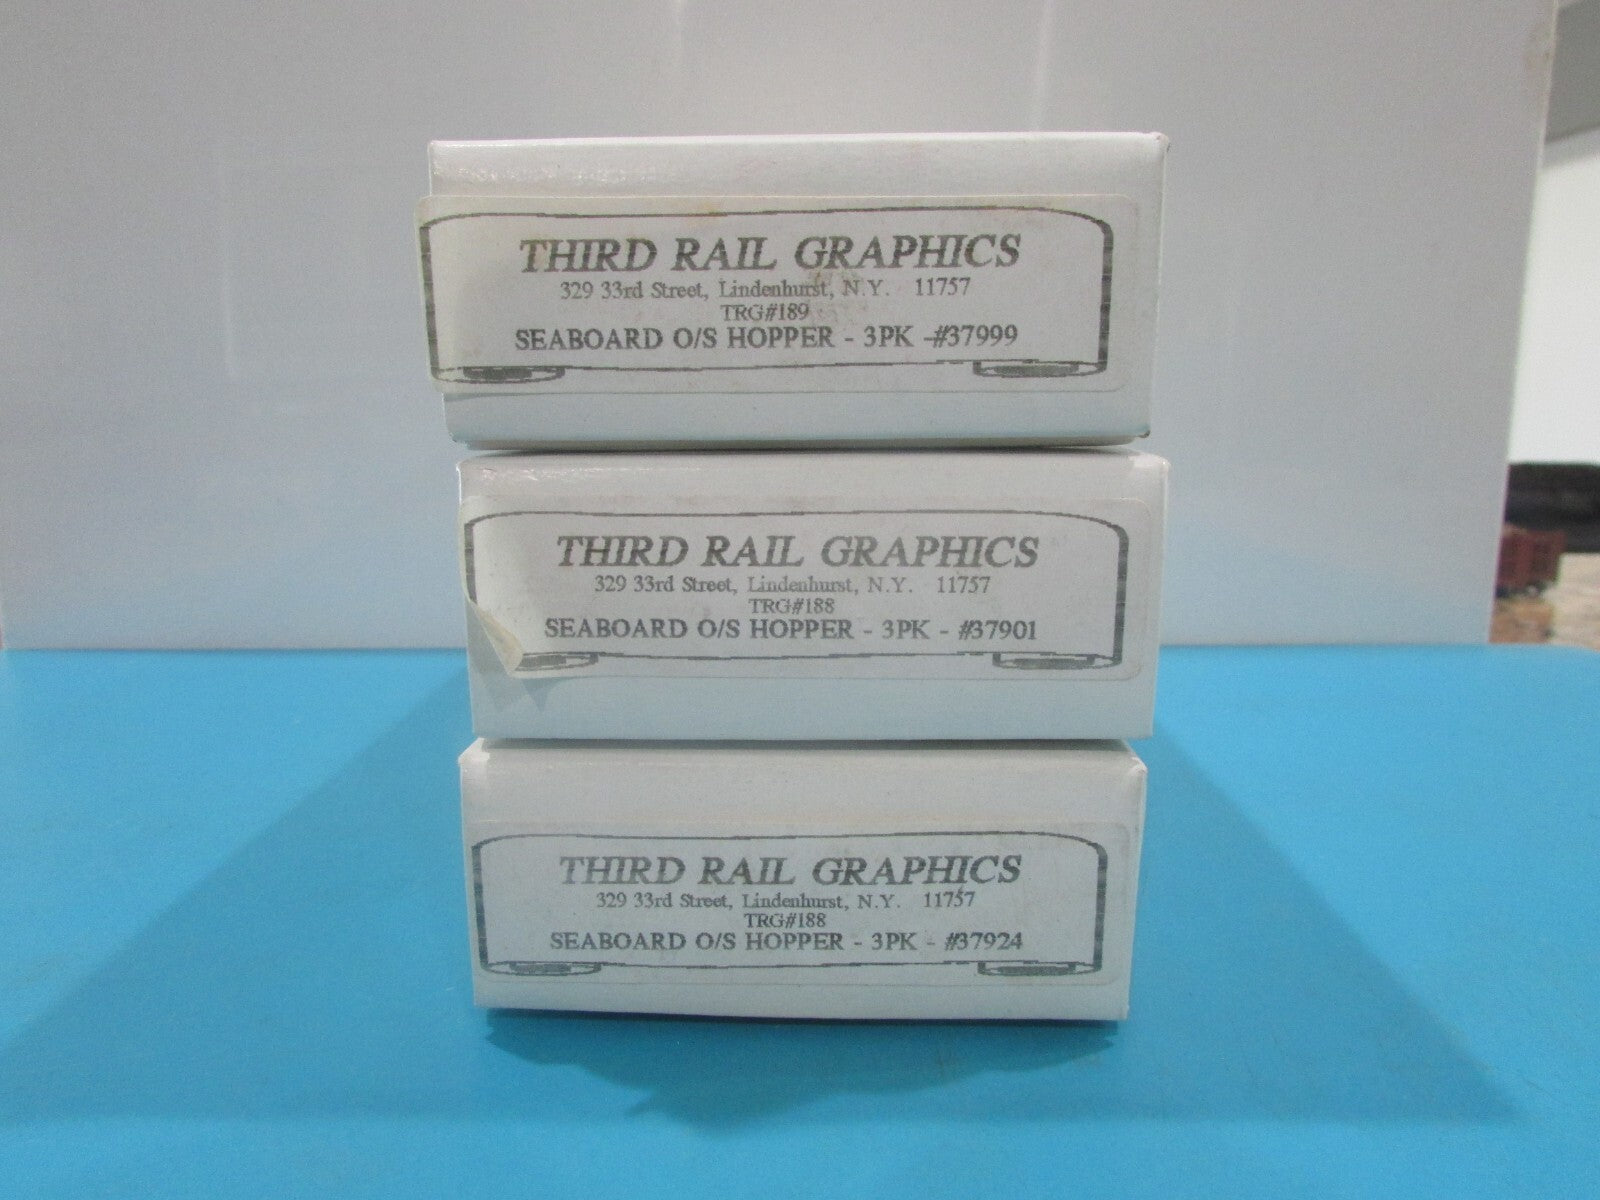 THIRD RAIL GRAPHICS
329 33rd Street, Lindenhurst, N.Y. 11757
TRG#189
SEABOARD O/S HOPPER - 3PK -#37999
THIRD RAIL GRAPHICS
329 33rd Street, Lindenhurst, N.Y. 11757
TRG#188
SEABOARD O/S HOPPER - 3PK - #37901
THIRD RAIL GRAPHICS
329 33rd Street, Lindenhurst, N.Y. 11757
TRG#188
SEABOARD O/S HOPPER - 3PK - #37924